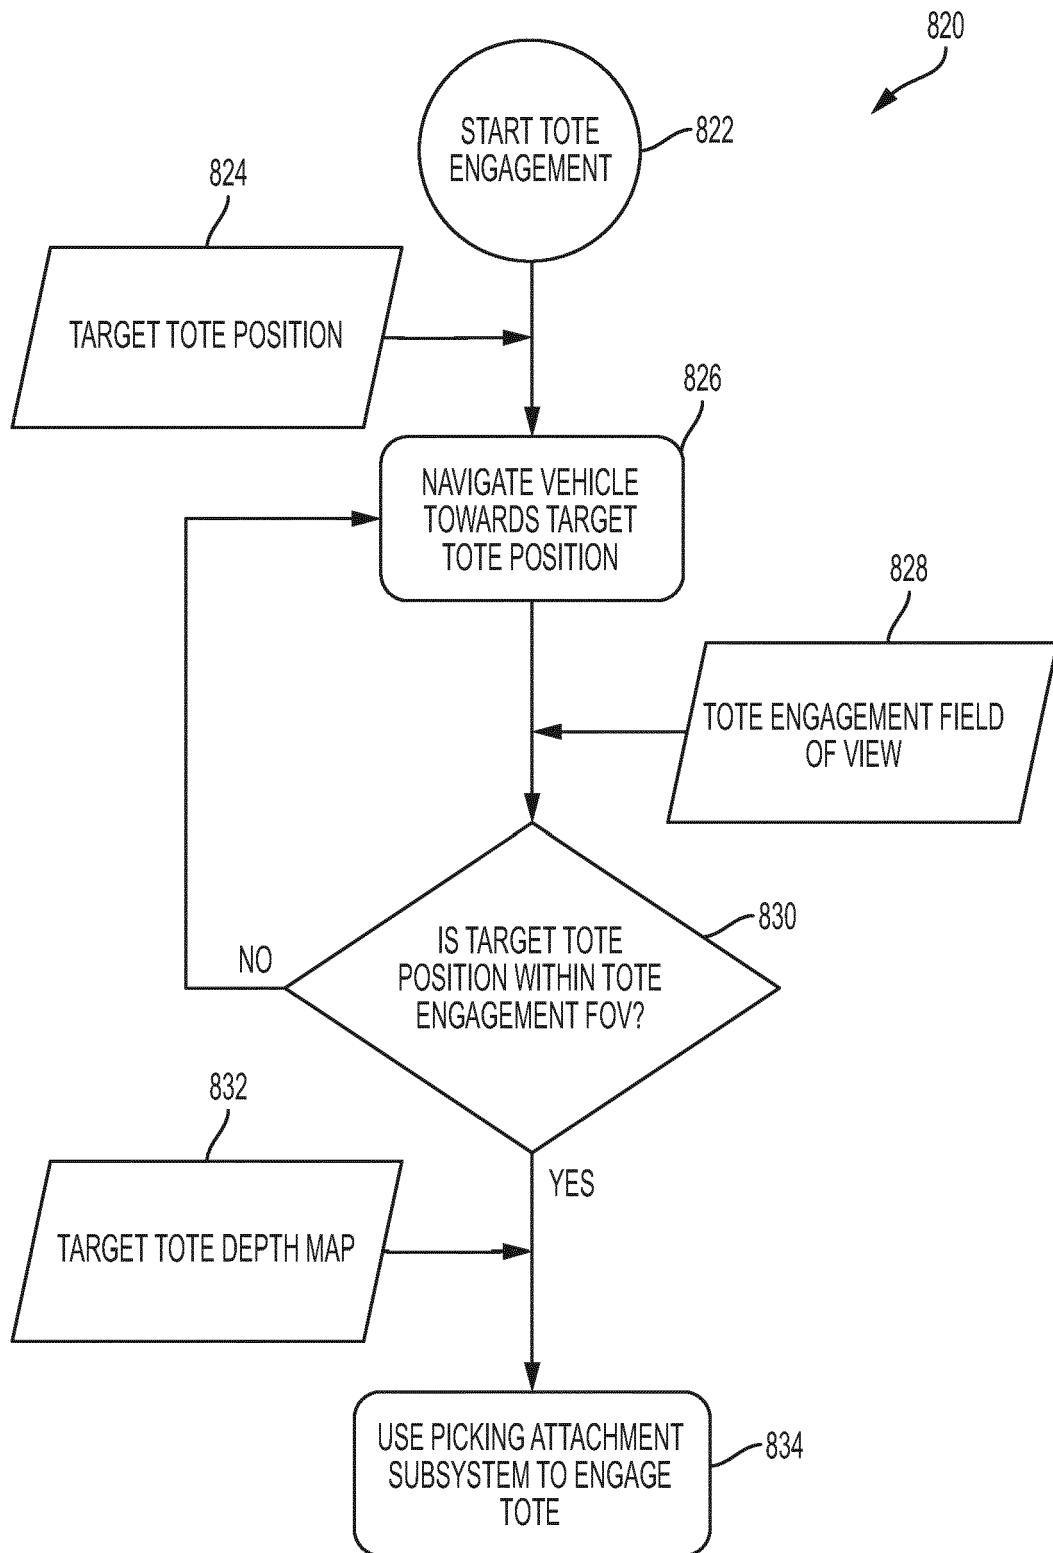 820
START TOTE
ENGAGEMENT
822
824
TARGET TOTE POSITION
826
NAVIGATE VEHICLE
TOWARDS TARGET
TOTE POSITION
828
TOTE ENGAGEMENT FIELD
OF VIEW
830
IS TARGET TOTE
POSITION WITHIN TOTE
ENGAGEMENT FOV?
NO
YES
832
TARGET TOTE DEPTH MAP
USE PICKING ATTACHMENT
SUBSYSTEM TO ENGAGE
TOTE
834